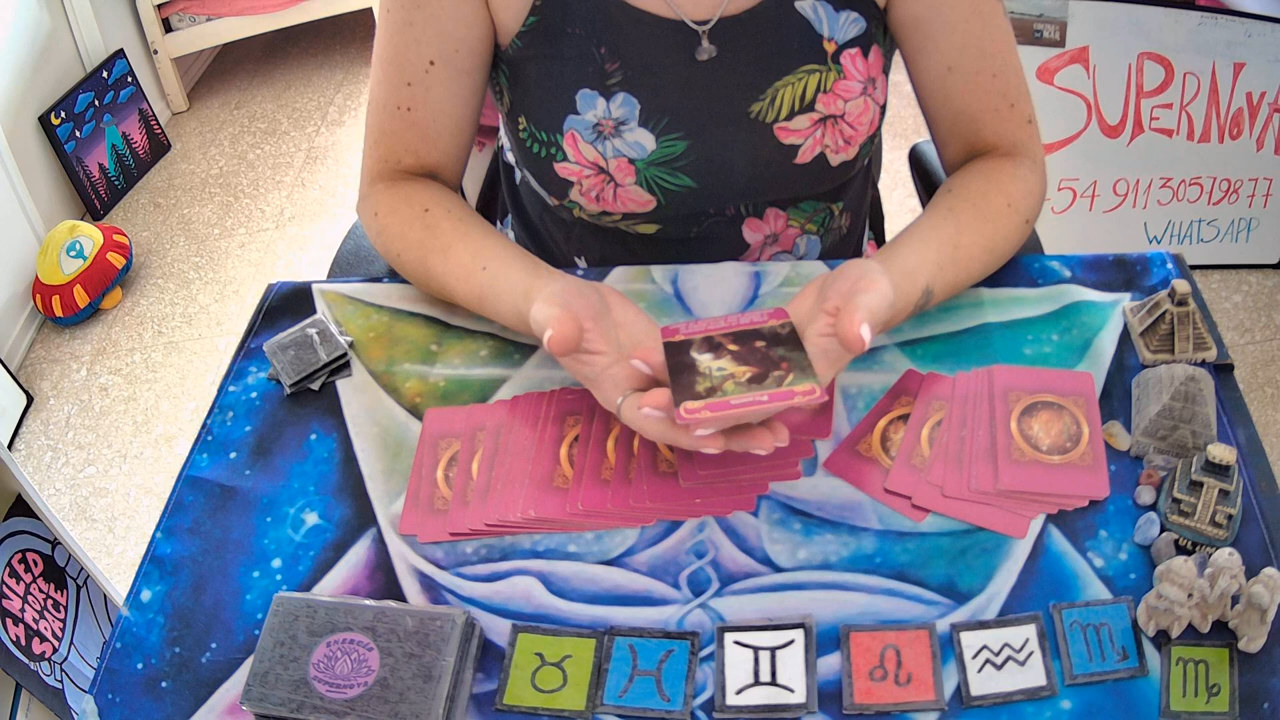 SUPERNOVA
54 91130579877
WHATSAPP
I NEED
MORE
SPACE
ENERGIA
SUPERNOVA